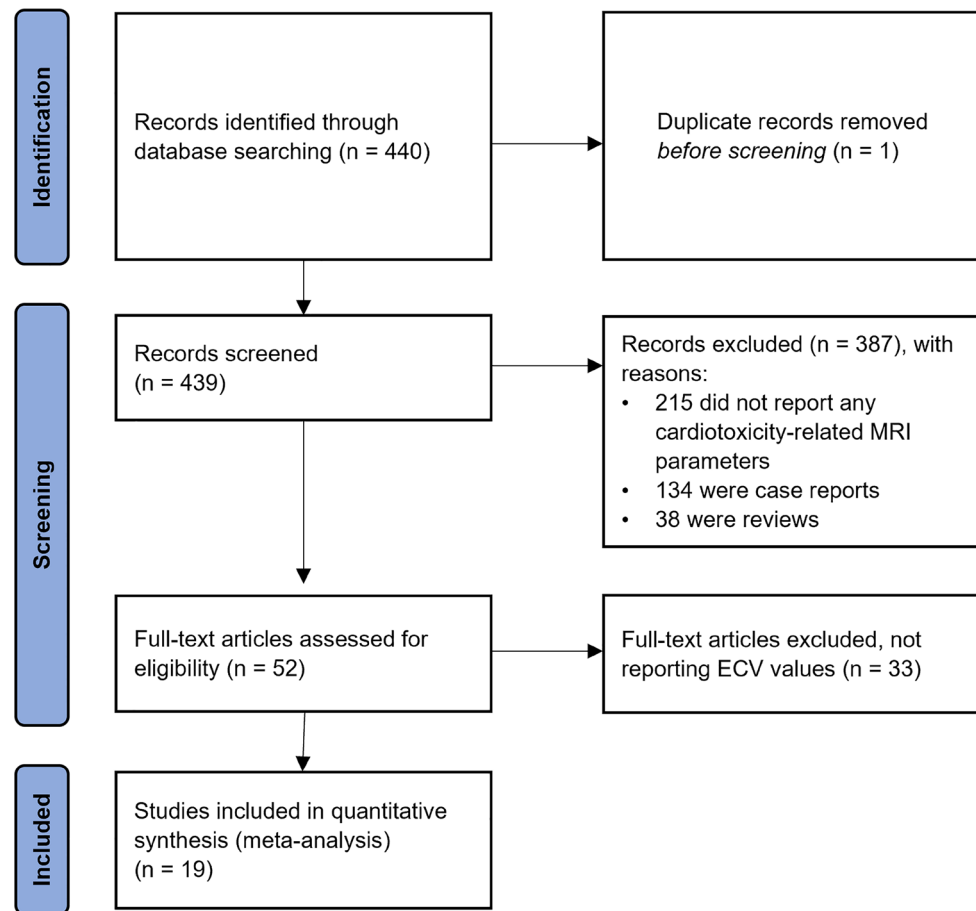 Identification
Records identified through
database searching (n = 440)
Duplicate records removed
before screening (n = 1)
Screening
Records screened
(n = 439)
Records excluded (n = 387), with
reasons:
• 215 did not report any
cardiotoxicity-related MRI
parameters
• 134 were case reports
• 38 were reviews
Full-text articles assessed for
eligibility (n = 52)
Full-text articles excluded, not
reporting ECV values (n = 33)
Included
Studies included in quantitative
synthesis (meta-analysis)
(n = 19)